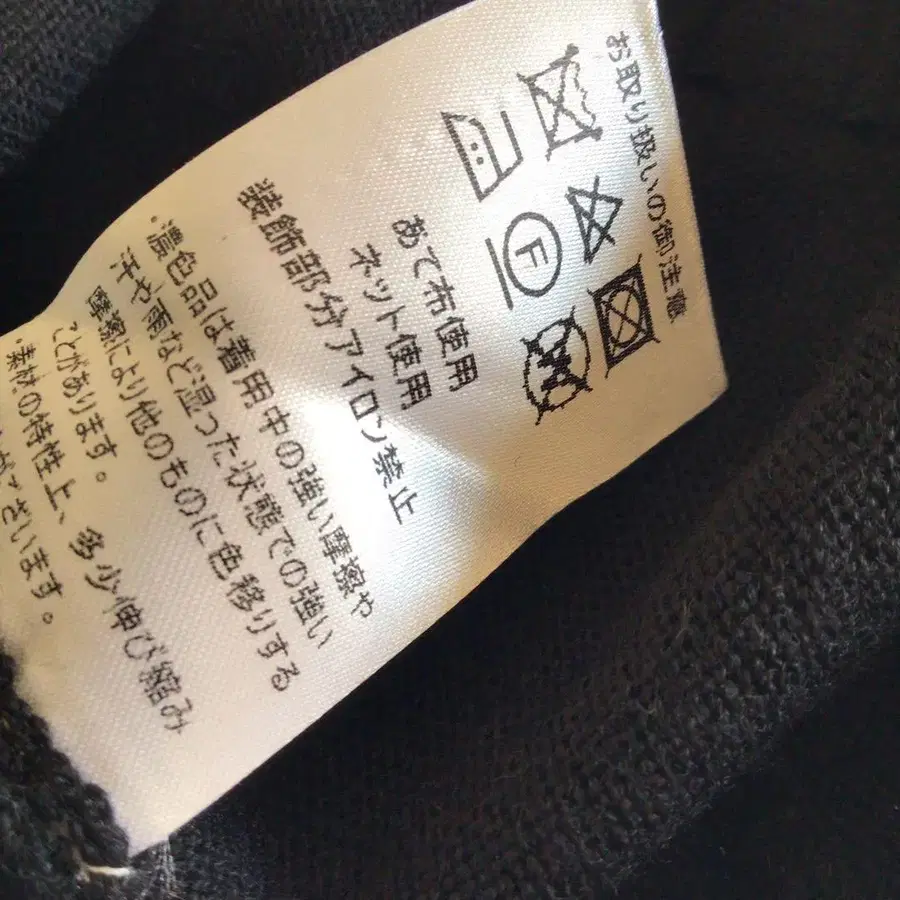 お取り扱いの御注意
F
W
あて布使用
ネット使用
装飾部分アイロン禁止
・濃色品は着用中の強い摩擦や
汗や雨など湿った状態での強い
摩擦により他のものに色移りする
ことがあります。
・素材の特性上、多少伸び縮み
ございます。